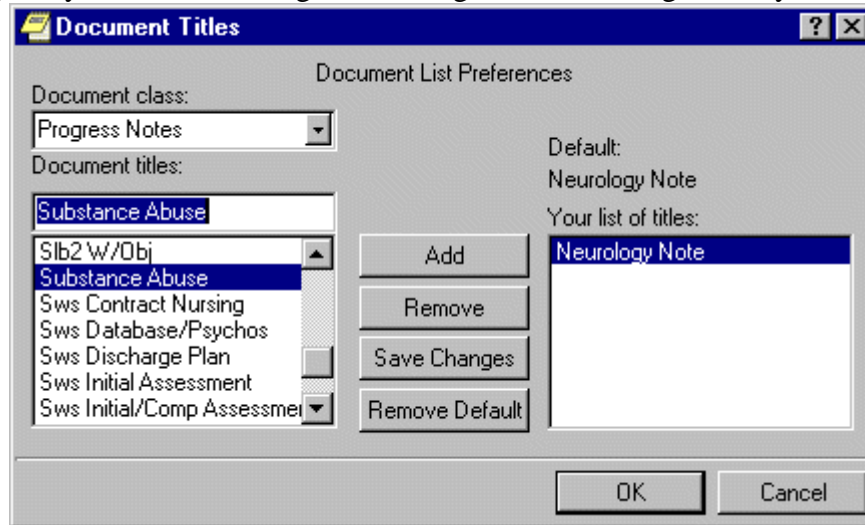 Document Titles
Document List Preferences
Document class:
Progress Notes
Document titles:
Substance Abuse
Slb2 W/Obj
Substance Abuse
Sws Contract Nursing
Sws Database/Psychos
Sws Discharge Plan
Sws Initial Assessment
Sws Initial/Comp Assessmer
Add
Remove
Save Changes
Remove Default
Default:
Neurology Note
Your list of titles:
Neurology Note
OK
Cancel